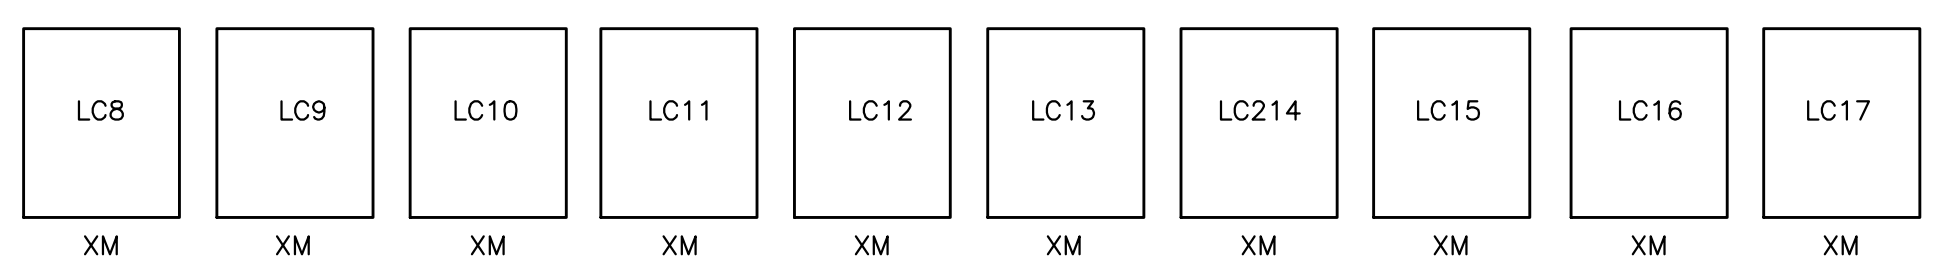 LC8 LC9 LC10 LC11 LC12 LC13 LC214 LC15 LC16 LC17
XM XM XM XM XM XM XM XM XM XM